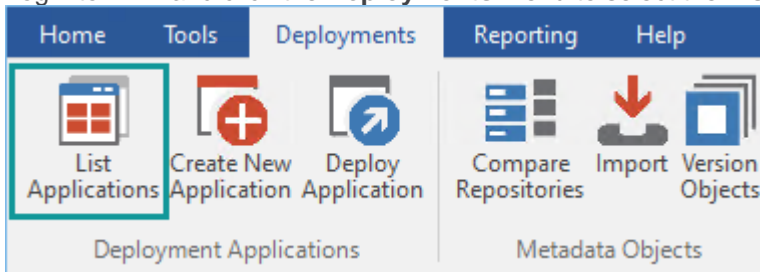 Home Tools Deployments Reporting Help
List Create New Deploy Compare Import Version
Applications Application Application Repositories Objects
Deployment Applications Metadata Objects